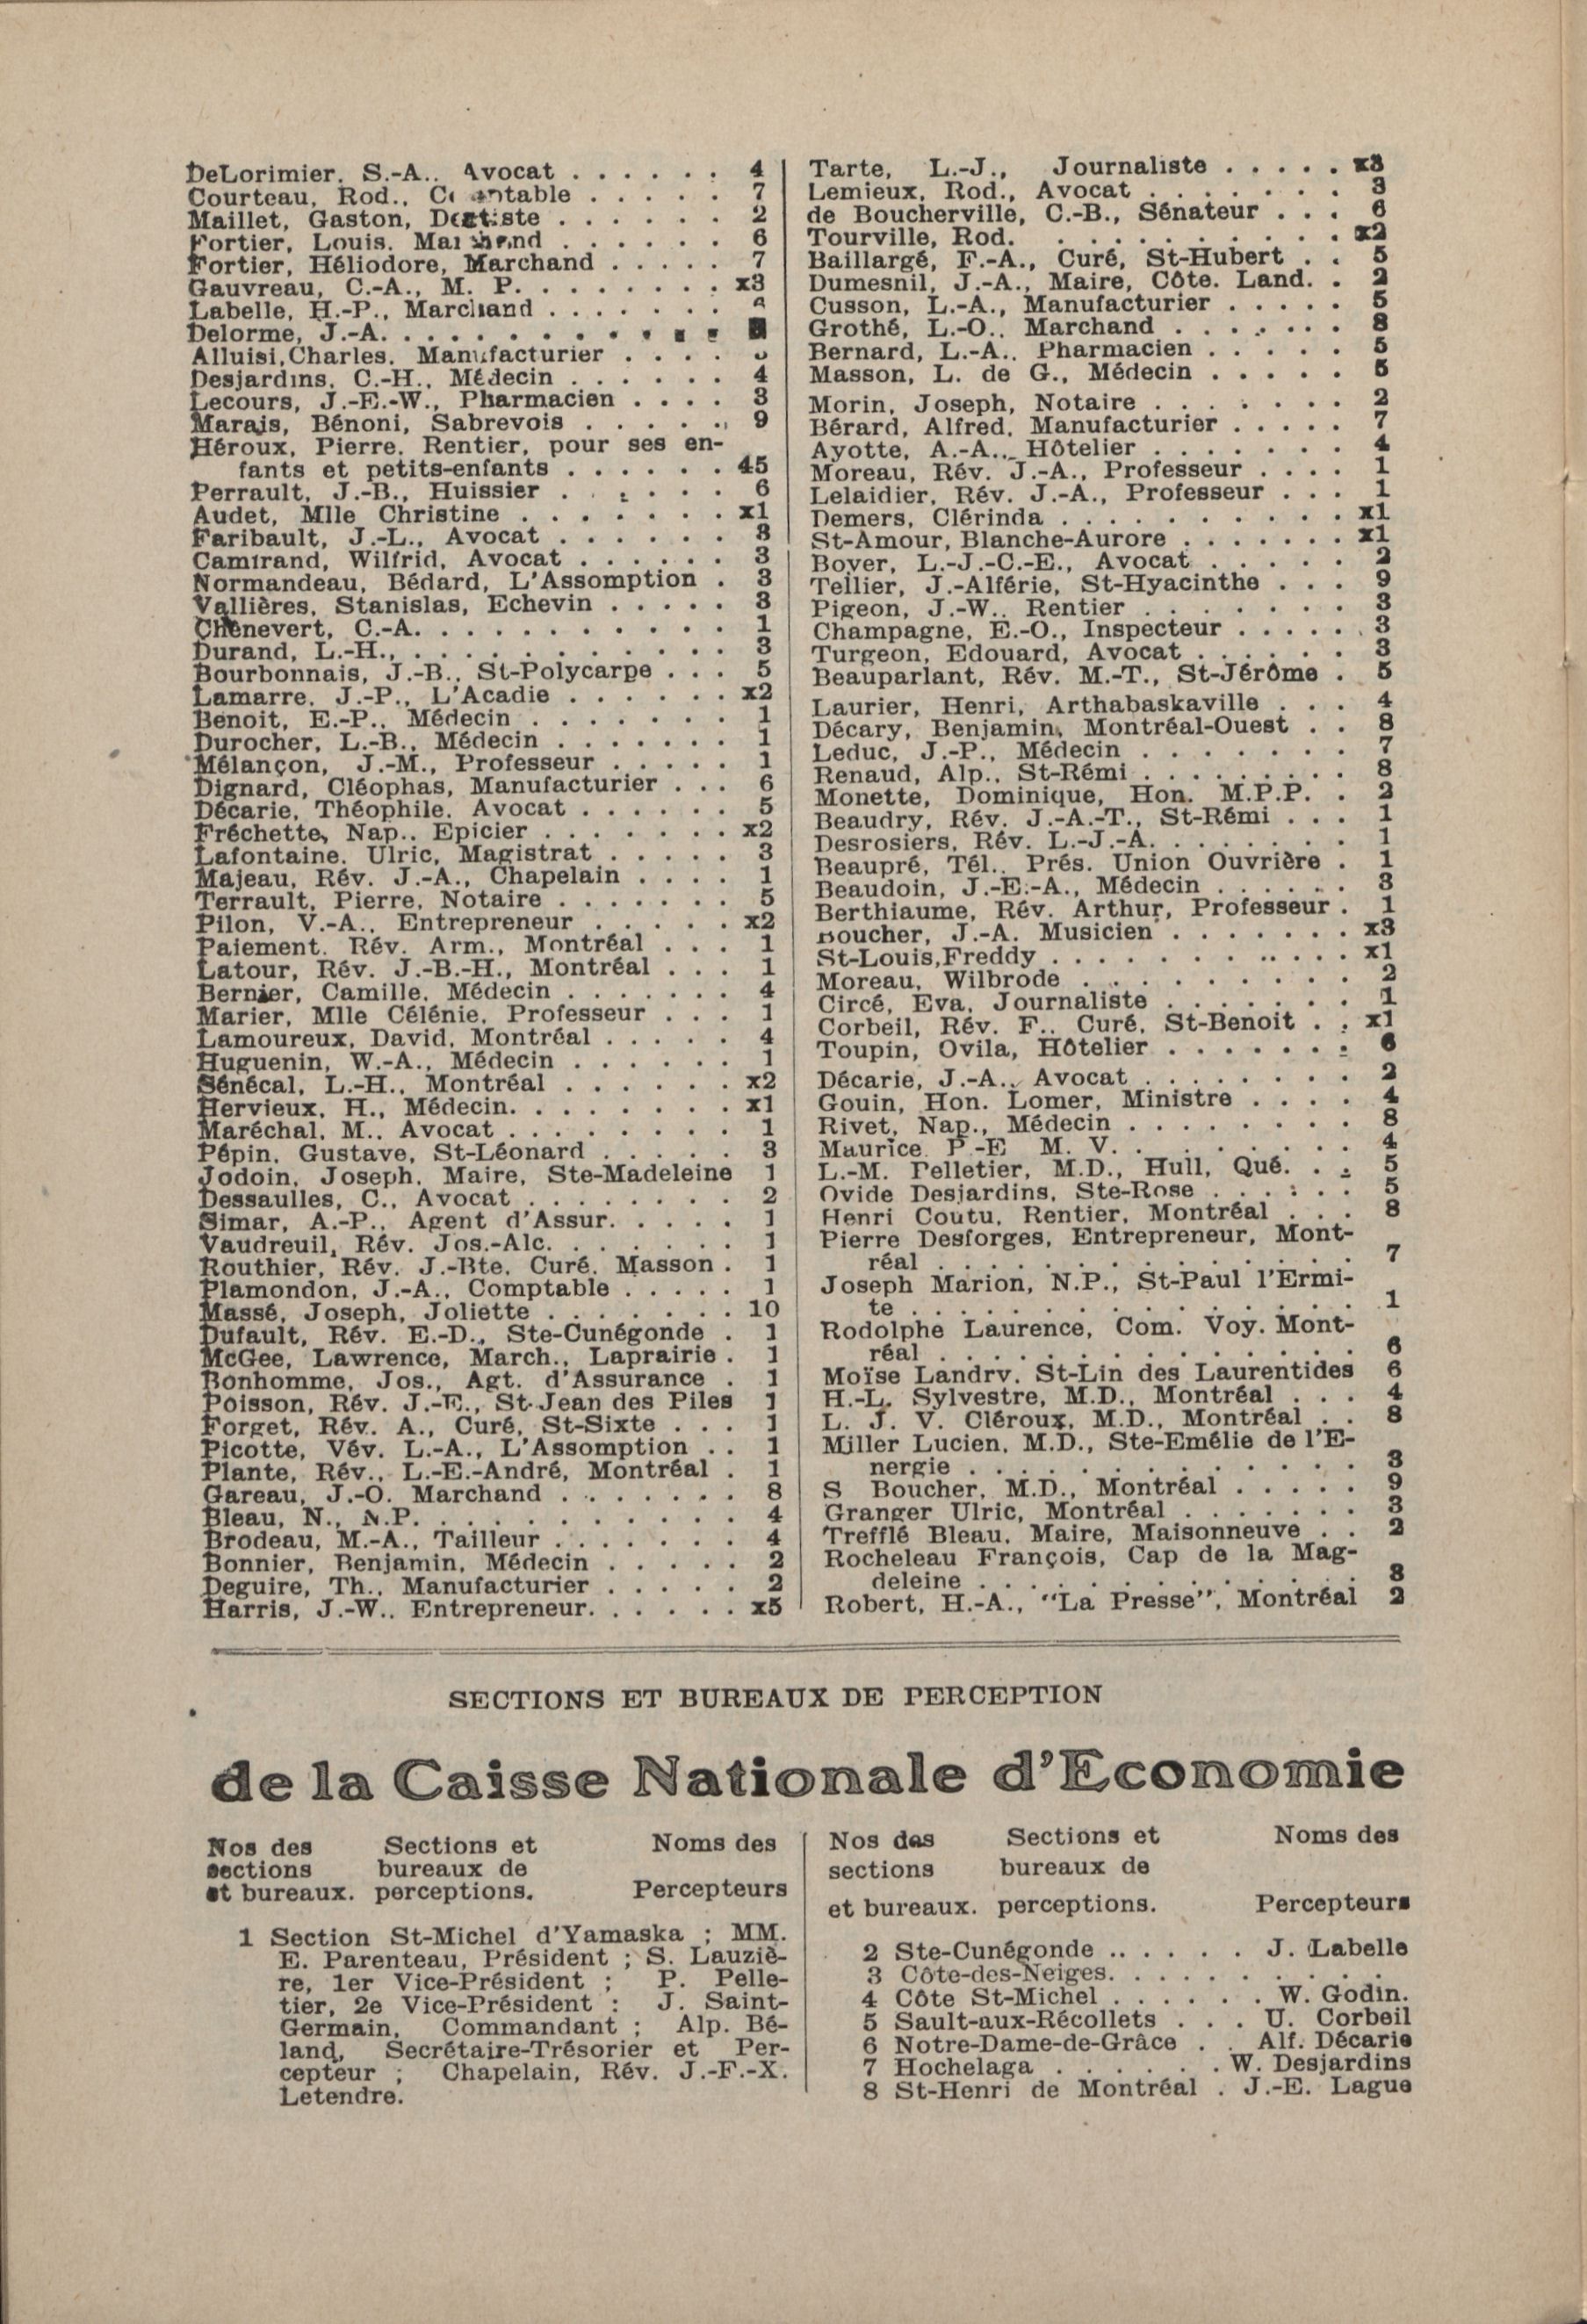 DeLorimier. S.-A.. Avocat . . . . . . 4
Courteau, Rod.. . . . . . 7
Maillet, Gaston, . . . . . . 2
Fortier, Louis. . . . . . . 6
Fortier, Héliodore, Marchand . . . . . 7
Gauvreau, C.-A., M. P. . . . . . . . . x3
Labelle, H.-P., Marchand . . . . . . .
Delorme, J.-A. . . . . . . . . . . . .
Alluisi,Charles. Manufacturier . . . .
Desjardins. C.-H.. Médecin . . . . . . 4
Lecours, J.-E.-W., Pharmacien . . . . 3
Marais, Bénoni, Sabrevois . . . . . . 9
Héroux, Pierre. Rentier, pour ses en-
fants et petits-enfants . . . . . . 45
Perrault, J.-B., Huissier . . . . . . 6
Audet, Mlle Christine . . . . . . . . x1
Faribault, J.-L., Avocat . . . . . . 3
Camirand, Wilfrid, Avocat . . . . . . 3
Normandeau, Bédard, L'Assomption . 3
Vallières, Stanislas, Echevin . . . . . 3
Chenevert, C.-A. . . . . . . . . . . . 1
Durand, L.-H., . . . . . . . . . . . . 3
Bourbonnais, J.-B., St-Polycarpe . . . 5
Lamarre. J.-P., L'Acadie . . . . . . x2
Benoit, E.-P.. Médecin . . . . . . . . 1
Durocher, L.-B.. Médecin . . . . . . . 1
Mélançon, J.-M., Professeur . . . . . 1
Dignard, Cléophas, Manufacturier . . . 6
Décarie, Théophile. Avocat . . . . . . 5
Fréchette, Nap.. Epicier . . . . . . . x2
Lafontaine. Ulric, Magistrat . . . . . 3
Majeau, Rév. J.-A., Chapelain . . . . 1
Terrault, Pierre, Notaire . . . . . . . 5
Pilon, V.-A.. Entrepreneur . . . . . . x2
Paiement. Rév. Arm., Montréal . . . 1
Latour, Rév. J.-B.-H., Montréal . . . 1
Bernier, Camille. Médecin . . . . . . . 4
Marier, Mlle Célénie. Professeur . . . 1
Lamoureux, David, Montréal . . . . . 4
Huguenin, W.-A., Médecin . . . . . . 1
Sénécal, L.-H.. Montréal . . . . . . . x2
Hervieux, H., Médecin. . . . . . . . . x1
Maréchal. M.. Avocat . . . . . . . . . 1
Pépin. Gustave, St-Léonard . . . . . 3
Jodoin, Joseph. Maire, Ste-Madeleine 1
Dessaulles, C., Avocat . . . . . . . . 2
Simar, A.-P.. Agent d'Assur. . . . . . 1
Vaudreuil, Rév. Jos.-Alc. . . . . . . . 1
Routhier, Rév. J.-Bte. Curé. Masson . 1
Plamondon, J.-A., Comptable . . . . . 1
Massé, Joseph, Joliette . . . . . . . . 10
Dufault, Rév. E.-D., Ste-Cunégonde . 1
McGee, Lawrence, March., Laprairie . 1
Bonhomme, Jos., Agt. d'Assurance . 1
Poisson, Rév. J.-E., St-Jean des Piles 1
Forget, Rév. A., Curé, St-Sixte . . . 1
Picotte, Vév. L.-A., L'Assomption . . 1
Plante, Rév., L.-E.-André, Montréal . 1
Gareau, J.-O. Marchand . . . . . . . 8
Bleau, N., N.P. . . . . . . . . . . . . 4
Brodeau, M.-A., Tailleur . . . . . . . 4
Bonnier, Benjamin, Médecin . . . . . 2
Deguire, Th., Manufacturier . . . . . 2
Harris, J.-W.. Entrepreneur. . . . . . x5
Tarte, L.-J., Journaliste . . . . . x3
Lemieux, Rod., Avocat . . . . . . . . 3
de Boucherville, C.-B., Sénateur . . . 6
Tourville, Rod. . . . . . . . . . . . x2
Baillargé, F.-A., Curé, St-Hubert . . 5
Dumesnil, J.-A., Maire, Côte. Land. . 2
Cusson, L.-A., Manufacturier . . . . . 5
Grothé, L.-O.. Marchand . . . . . . . 8
Bernard, L.-A.. Pharmacien . . . . . 5
Masson, L. de G., Médecin . . . . . 5
Morin, Joseph, Notaire . . . . . . . . 2
Bérard, Alfred, Manufacturier . . . . . 7
Ayotte, A.-A.. Hôtelier . . . . . . . . 4
Moreau, Rév. J.-A., Professeur . . . . 1
Lelaidier, Rév. J.-A., Professeur . . . 1
Demers, Clérinda . . . . . . . . . . . x1
St-Amour, Blanche-Aurore . . . . . . . x1
Boyer, L.-J.-C.-E., Avocat . . . . . . 2
Tellier, J.-Alférie, St-Hyacinthe . . . 9
Pigeon, J.-W.. Rentier . . . . . . . . 3
Champagne, E.-O., Inspecteur . . . . . . 3
Turgeon, Edouard, Avocat . . . . . . 3
Beauparlant, Rév. M.-T., St-Jérôme . 5
Laurier, Henri, Arthabaskaville . . . 4
Décary, Benjamin, Montréal-Ouest . . 8
Leduc, J.-P., Médecin . . . . . . . . 7
Renaud, Alp., St-Rémi . . . . . . . . 8
Monette, Dominique, Hon. M.P.P. . 2
Beaudry, Rév. J.-A.-T., St-Rémi . . . 1
Desrosiers, Rév. L.-J.-A. . . . . . . . 1
Beaupré, Tél.. Prés. Union Ouvrière . 1
Beaudoin, J.-E.-A., Médecin . . . . . . 3
Berthiaume, Rév. Arthur, Professeur . 1
Boucher, J.-A. Musicien . . . . . . . x3
St-Louis,Freddy . . . . . . . . . . . . x1
Moreau, Wilbrode . . . . . . . . . . . 2
Circé, Eva, Journaliste . . . . . . . . 1
Corbeil, Rév. F.. Curé, St-Benoit . . x1
Toupin, Ovila, Hôtelier . . . . . . . . 6
Décarie, J.-A., Avocat . . . . . . . . 2
Gouin, Hon. Lomer, Ministre . . . . 4
Rivet, Nap., Médecin . . . . . . . . . 8
Maurice P.-E M. V. . . . . . . . . . 4
L.-M. Pelletier, M.D., Hull, Qué. . . 5
Ovide Desjardins, Ste-Rose . . . . . . 5
Henri Coutu, Rentier, Montréal . . . 8
Pierre Desforges, Entrepreneur, Mont-
réal . . . . . . . . . . . . . . . . 7
Joseph Marion, N.P., St-Paul l'Ermi-
te . . . . . . . . . . . . . . . . . 1
Rodolphe Laurence, Com. Voy. Mont-
réal . . . . . . . . . . . . . . . . 6
Moïse Landry. St-Lin des Laurentides 6
H.-L. Sylvestre, M.D., Montréal . . . 4
L. J. V. Cléroux, M.D., Montréal . . 8
Miller Lucien, M.D., Ste-Emélie de l'E-
nergie . . . . . . . . . . . . . . . 3
S Boucher, M.D., Montréal . . . . . 9
Granger Ulric, Montréal . . . . . . . 3
Trefflé Bleau, Maire, Maisonneuve . . 2
Rocheleau François, Cap de la Mag-
deleine . . . . . . . . . . . . . . 8
Robert, H.-A., "La Presse", Montréal 2
SECTIONS ET BUREAUX DE PERCEPTION
de la Caisse Nationale d'Economie
Nos des Sections et Noms des
sections bureaux de
et bureaux. perceptions. Percepteurs
1 Section St-Michel d'Yamaska ; MM.
E. Parenteau, Président ; S. Lauziè-
re, 1er Vice-Président ; P. Pelle-
tier, 2e Vice-Président : J. Saint-
Germain, Commandant ; Alp. Bé-
land, Secrétaire-Trésorier et Per-
cepteur ; Chapelain, Rév. J.-F.-X.
Letendre.
Nos des Sections et Noms des
sections bureaux de
et bureaux. perceptions. Percepteurs
2 Ste-Cunégonde . . . . . . . J. Labelle
3 Côte-des-Neiges. . . . . . . . . . . .
4 Côte St-Michel . . . . . . . W. Godin.
5 Sault-aux-Récollets . . . U. Corbeil
6 Notre-Dame-de-Grâce . . Alf. Décarie
7 Hochelaga . . . . . . . W. Desjardins
8 St-Henri de Montréal . J.-E. Lague